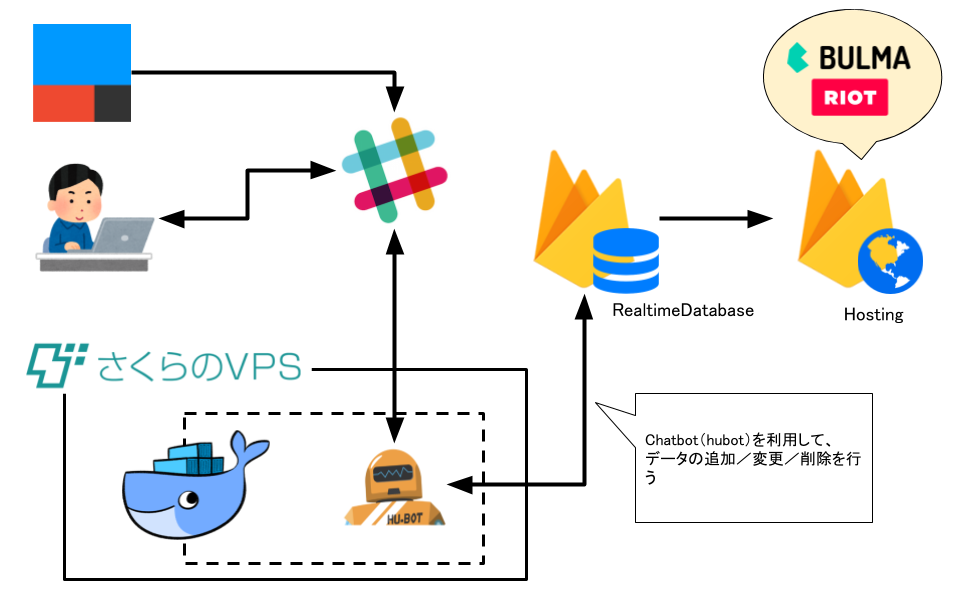 BULMA
RIOT
RealtimeDatabase
Hosting
さくらのVPS
Chatbot（hubot）を利用して、
データの追加／変更／削除を行
う
HU•BOT